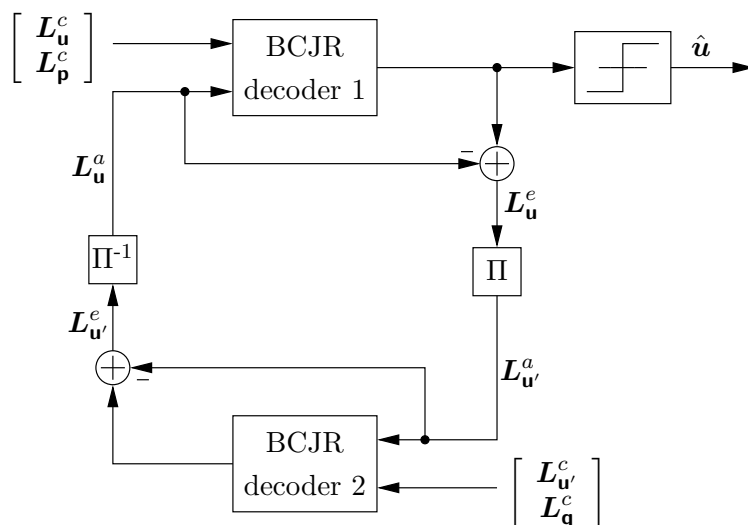 L_u^c
L_p^c
BCJR
decoder 1
û
L_u^a
–
+
L_u^e
Π^-1
Π
L_u′^e
+
–
L_u′^a
BCJR
decoder 2
L_u′^c
L_q^c